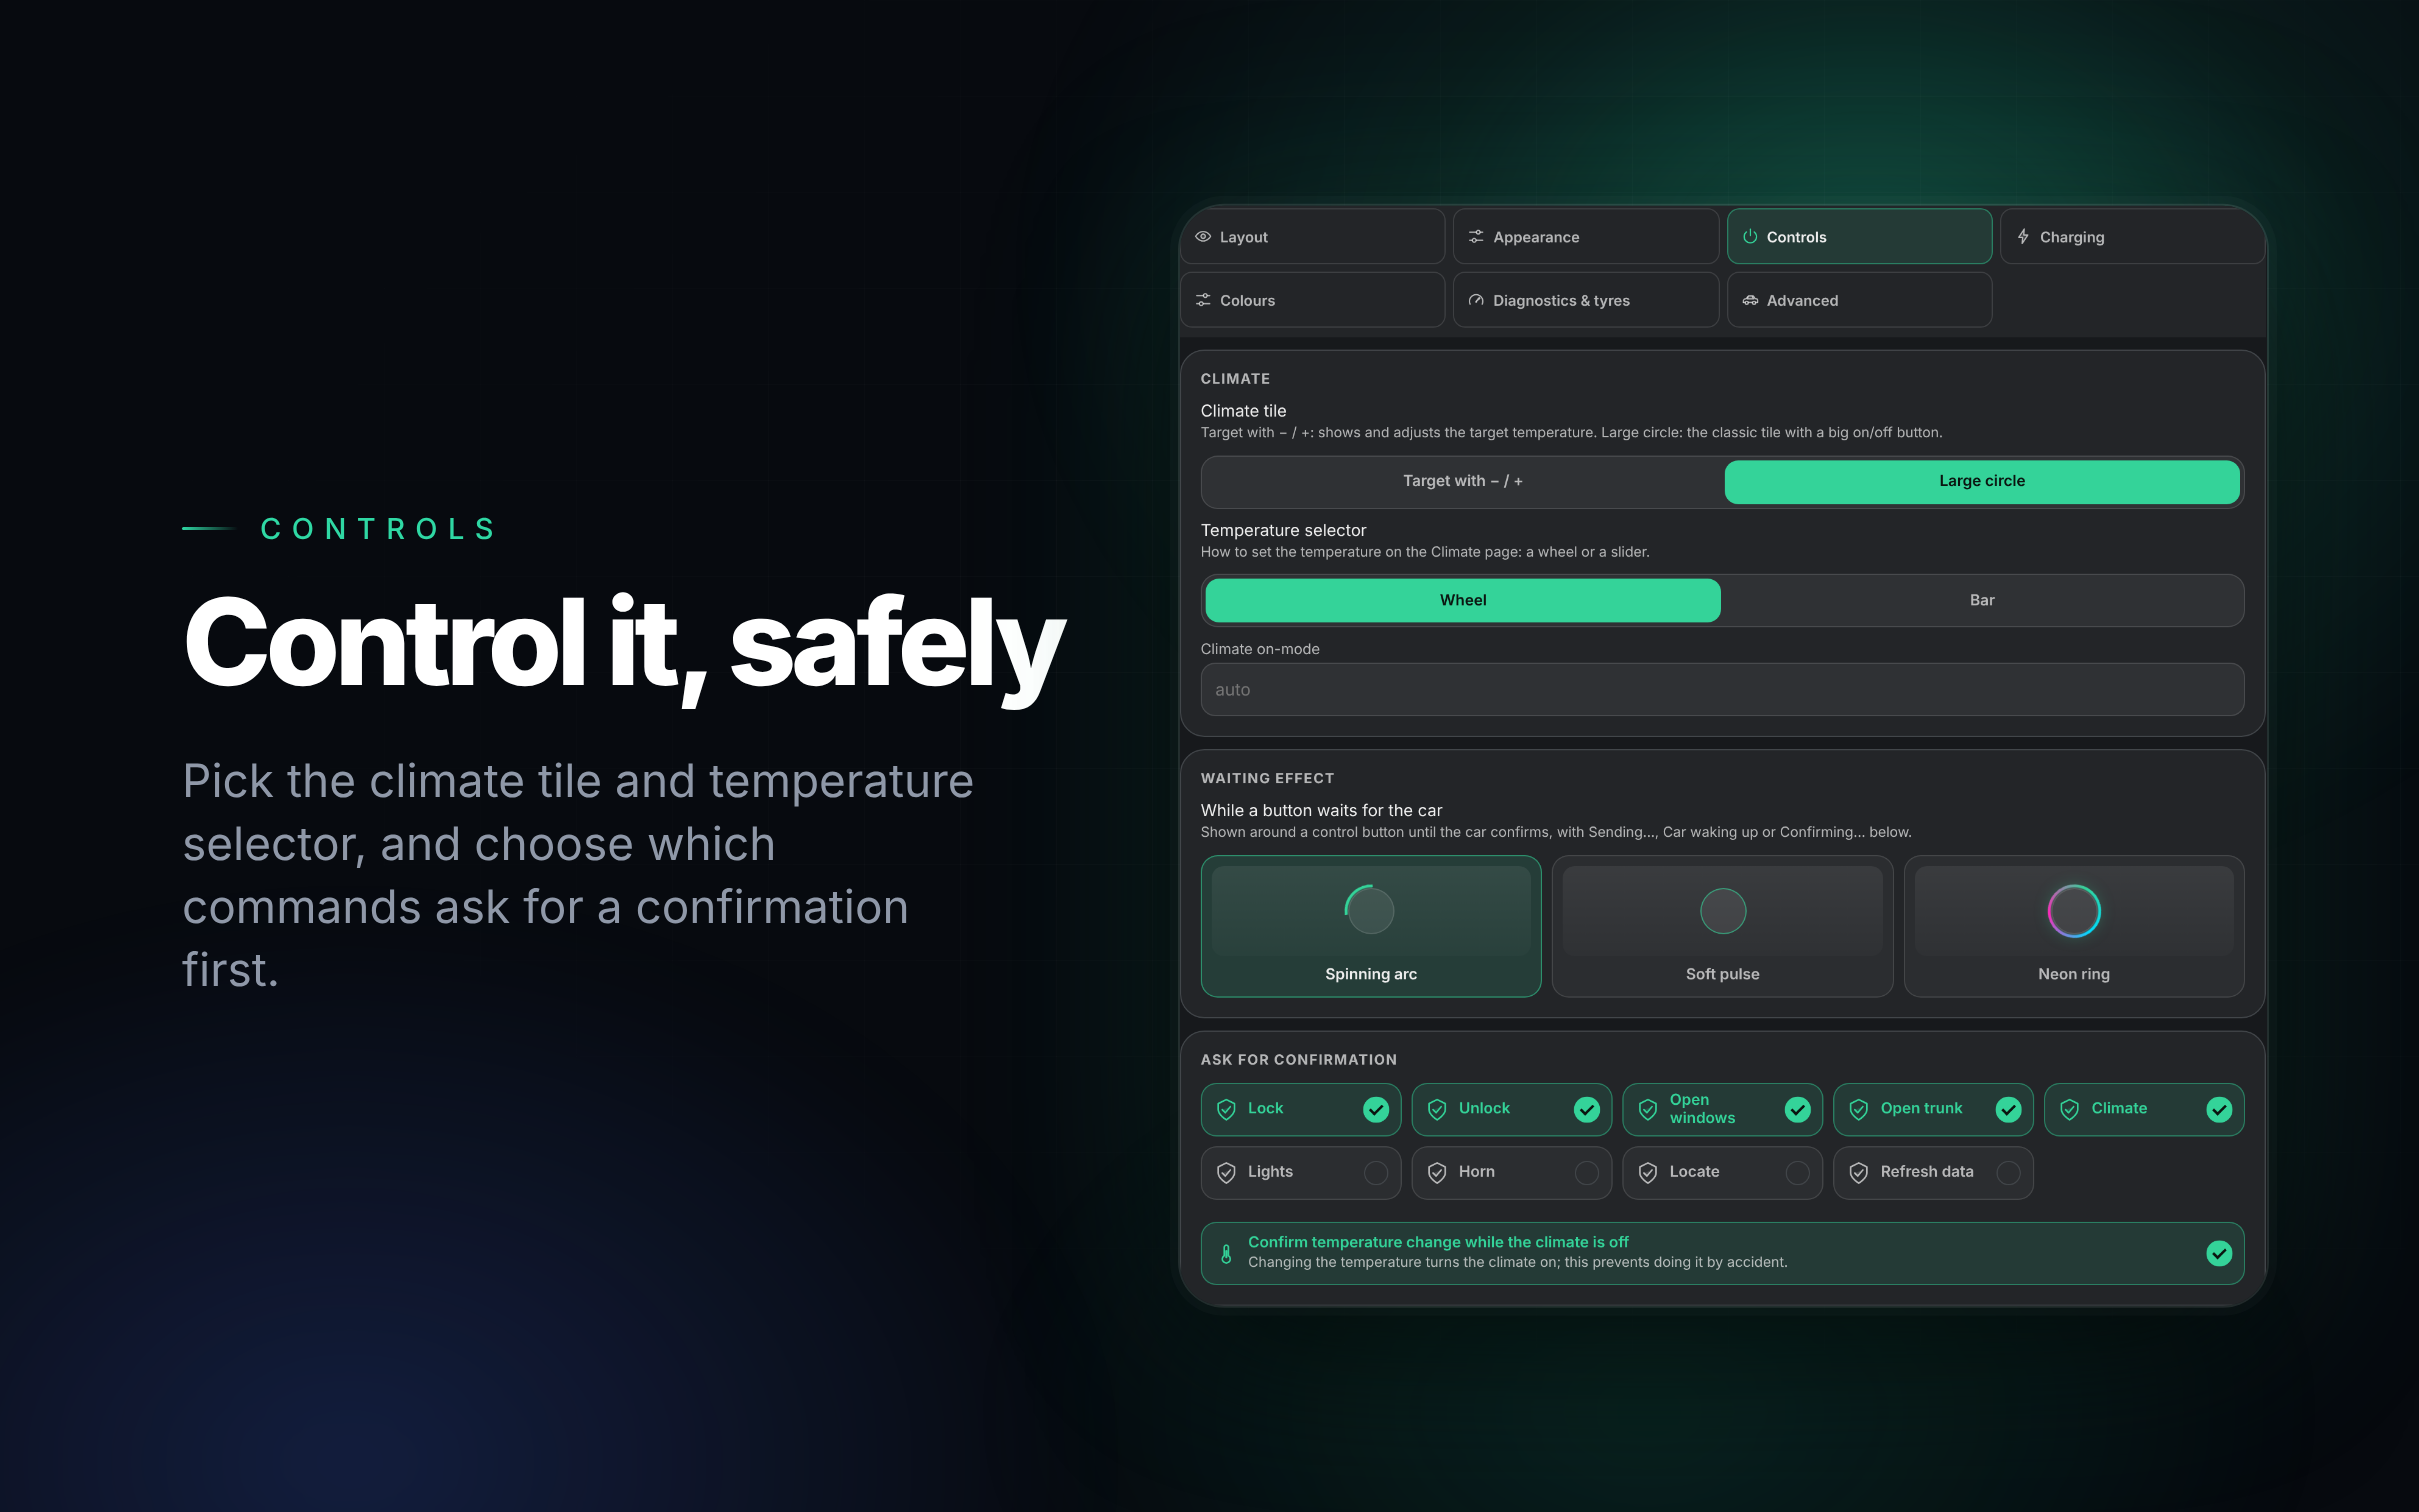 CONTROLS
Control it, safely
Pick the climate tile and temperature
selector, and choose which
commands ask for a confirmation
first.
Layout
Appearance
Controls
Charging
Colours
Diagnostics & tyres
Advanced
CLIMATE
Climate tile
Target with − / +: shows and adjusts the target temperature. Large circle: the classic tile with a big on/off button.
Target with − / +
Large circle
Temperature selector
How to set the temperature on the Climate page: a wheel or a slider.
Wheel
Bar
Climate on-mode
auto
WAITING EFFECT
While a button waits for the car
Shown around a control button until the car confirms, with Sending…, Car waking up or Confirming… below.
Spinning arc
Soft pulse
Neon ring
ASK FOR CONFIRMATION
Lock
Unlock
Open
windows
Open trunk
Climate
Lights
Horn
Locate
Refresh data
Confirm temperature change while the climate is off
Changing the temperature turns the climate on; this prevents doing it by accident.